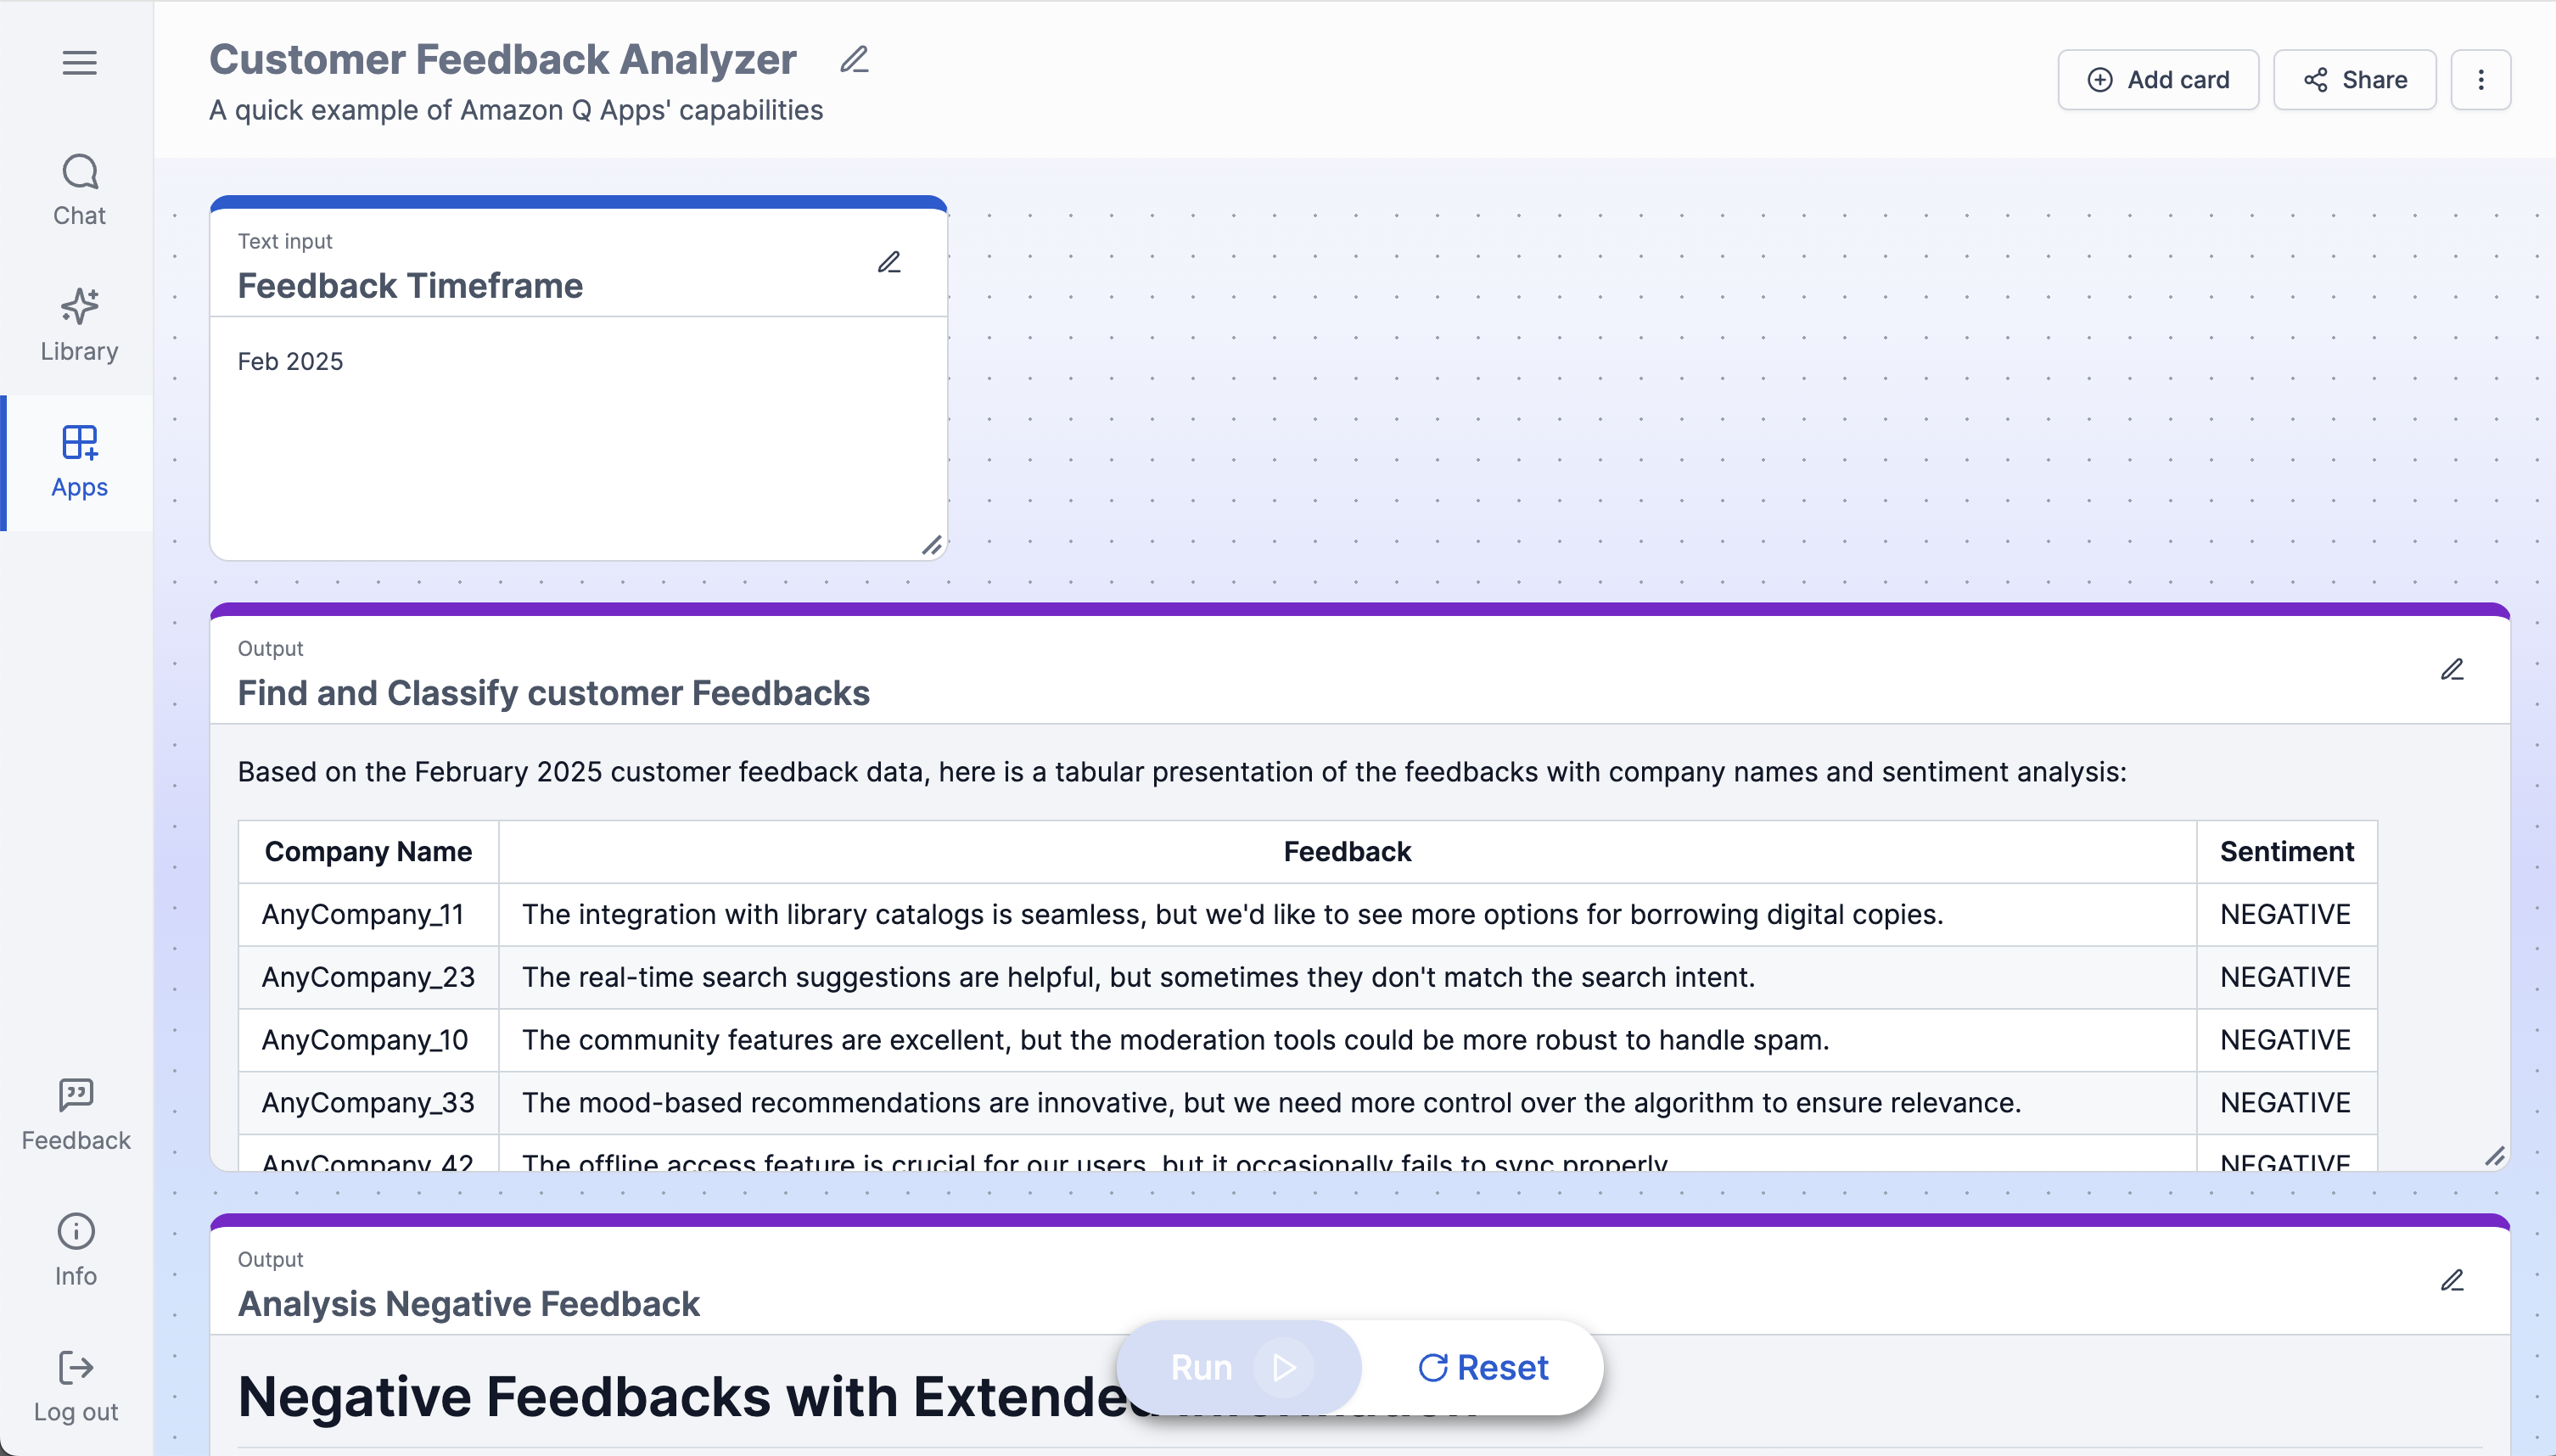 Customer Feedback Analyzer
A quick example of Amazon Q Apps' capabilities
Add card
Share
Chat
Library
Apps
Feedback
Info
Log out
Text input
Feedback Timeframe
Feb 2025
Output
Find and Classify customer Feedbacks
Based on the February 2025 customer feedback data, here is a tabular presentation of the feedbacks with company names and sentiment analysis:
Company Name Feedback Sentiment
AnyCompany_11 The integration with library catalogs is seamless, but we'd like to see more options for borrowing digital copies. NEGATIVE
AnyCompany_23 The real-time search suggestions are helpful, but sometimes they don't match the search intent. NEGATIVE
AnyCompany_10 The community features are excellent, but the moderation tools could be more robust to handle spam. NEGATIVE
AnyCompany_33 The mood-based recommendations are innovative, but we need more control over the algorithm to ensure relevance. NEGATIVE
AnyCompany_42 The offline access feature is crucial for our users, but it occasionally fails to sync properly NEGATIVE
Output
Analysis Negative Feedback
Negative Feedbacks with Extended
Run
Reset